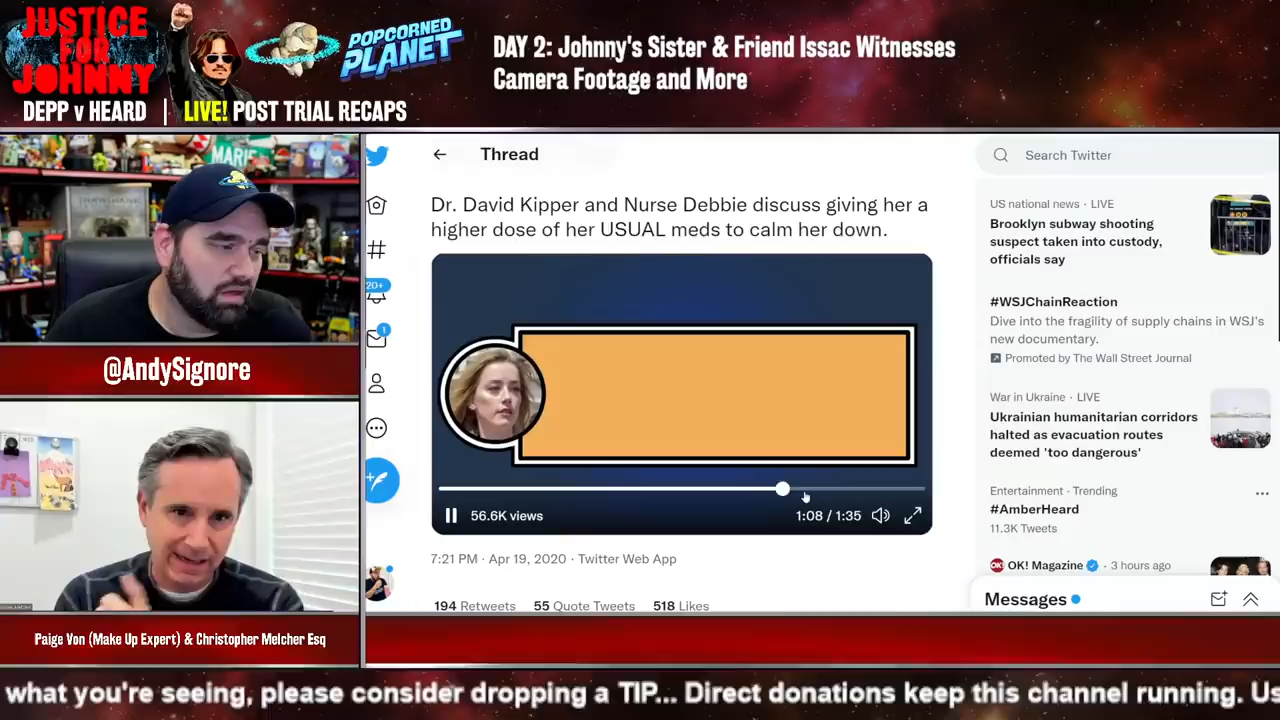 JUSTICE
FOR
JOHNNY
DEPP v HEARD | LIVE! POST TRIAL RECAPS
POPCORNED
PLANET
DAY 2: Johnny's Sister & Friend Issac Witnesses
Camera Footage and More
MARIE
@AndySignore
Paige Von (Make Up Expert) & Christopher Melcher Esq
20+
1
Thread
Dr. David Kipper and Nurse Debbie discuss giving her a
higher dose of her USUAL meds to calm her down.
56.6K views
1:08 / 1:35
7:21 PM · Apr 19, 2020 · Twitter Web App
194 Retweets 55 Quote Tweets 518 Likes
Search Twitter
US national news · LIVE
Brooklyn subway shooting
suspect taken into custody,
officials say
#WSJChainReaction
Dive into the fragility of supply chains in WSJ's
new documentary.
Promoted by The Wall Street Journal
War in Ukraine · LIVE
Ukrainian humanitarian corridors
halted as evacuation routes
deemed 'too dangerous'
Entertainment · Trending
#AmberHeard
11.3K Tweets
OK!
OK! Magazine · 3 hours ago
Messages
what you're seeing, please consider dropping a TIP... Direct donations keep this channel running. Us